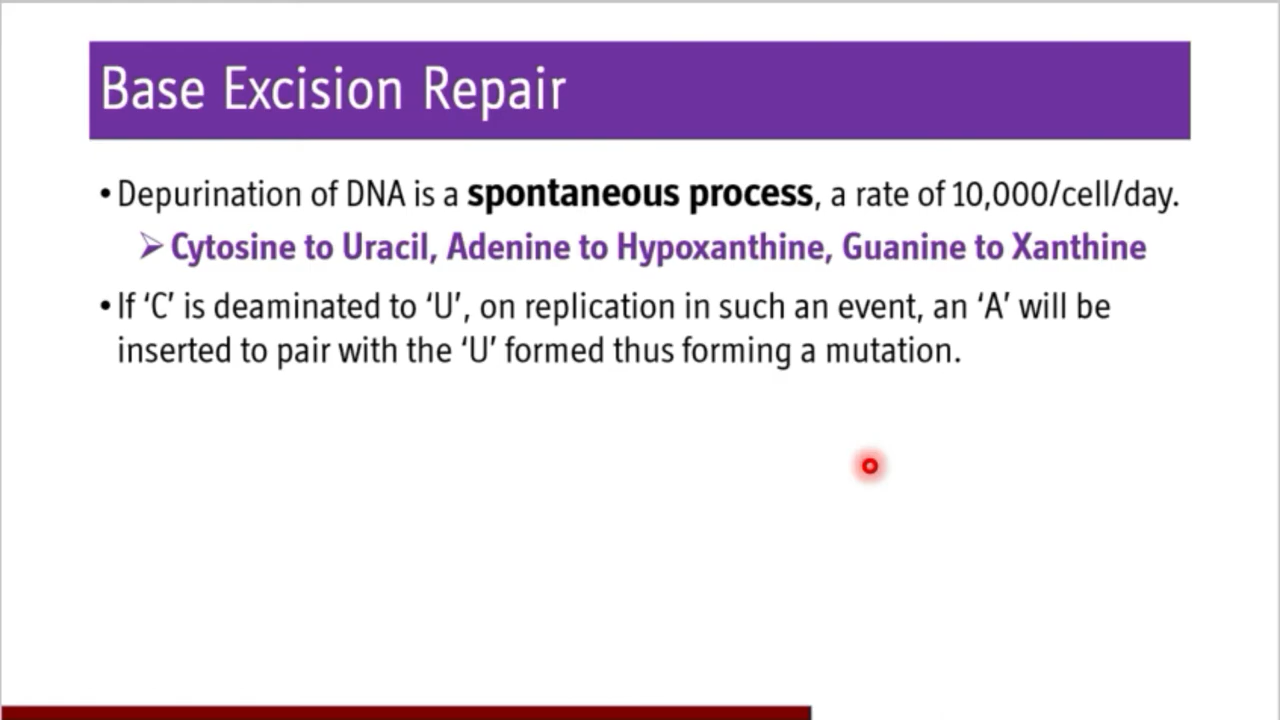 Base Excision Repair
• Depurination of DNA is a spontaneous process, a rate of 10,000/cell/day.
➢ Cytosine to Uracil, Adenine to Hypoxanthine, Guanine to Xanthine
• If ‘C’ is deaminated to ‘U’, on replication in such an event, an ‘A’ will be
inserted to pair with the ‘U’ formed thus forming a mutation.